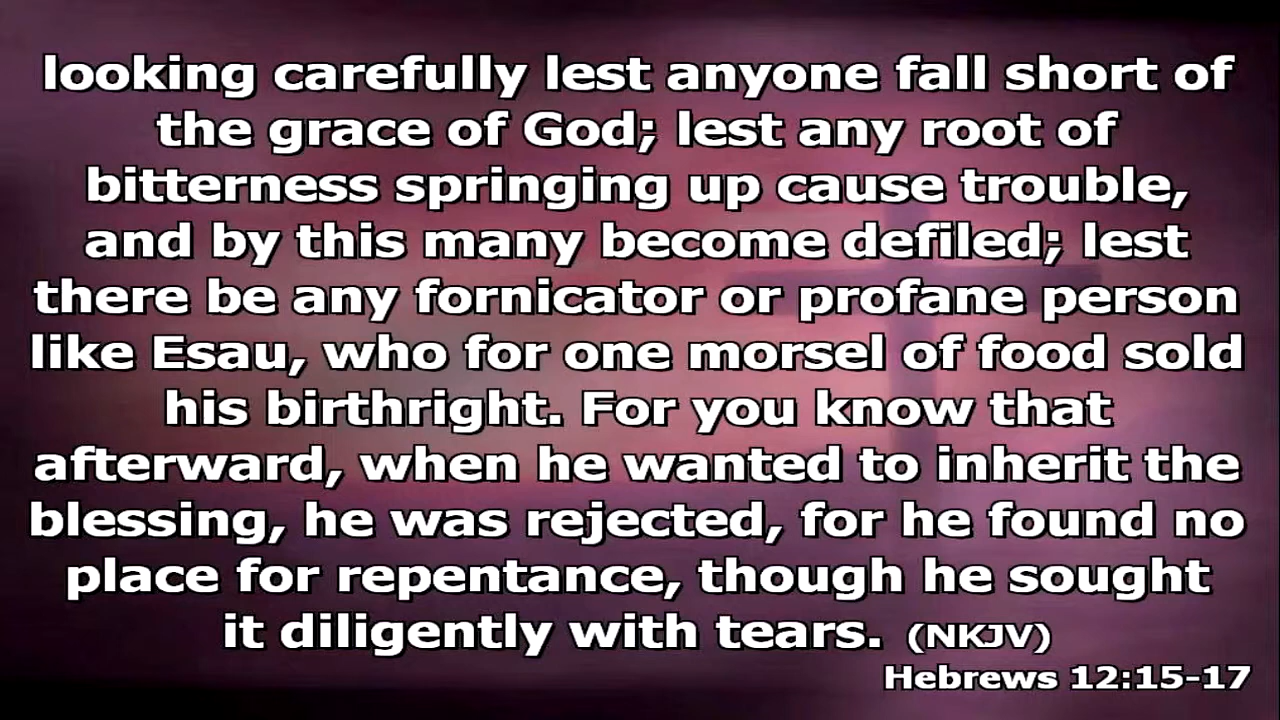 looking carefully lest anyone fall short of
the grace of God; lest any root of
bitterness springing up cause trouble,
and by this many become defiled; lest
there be any fornicator or profane person
like Esau, who for one morsel of food sold
his birthright. For you know that
afterward, when he wanted to inherit the
blessing, he was rejected, for he found no
place for repentance, though he sought
it diligently with tears. (NKJV)
Hebrews 12:15-17